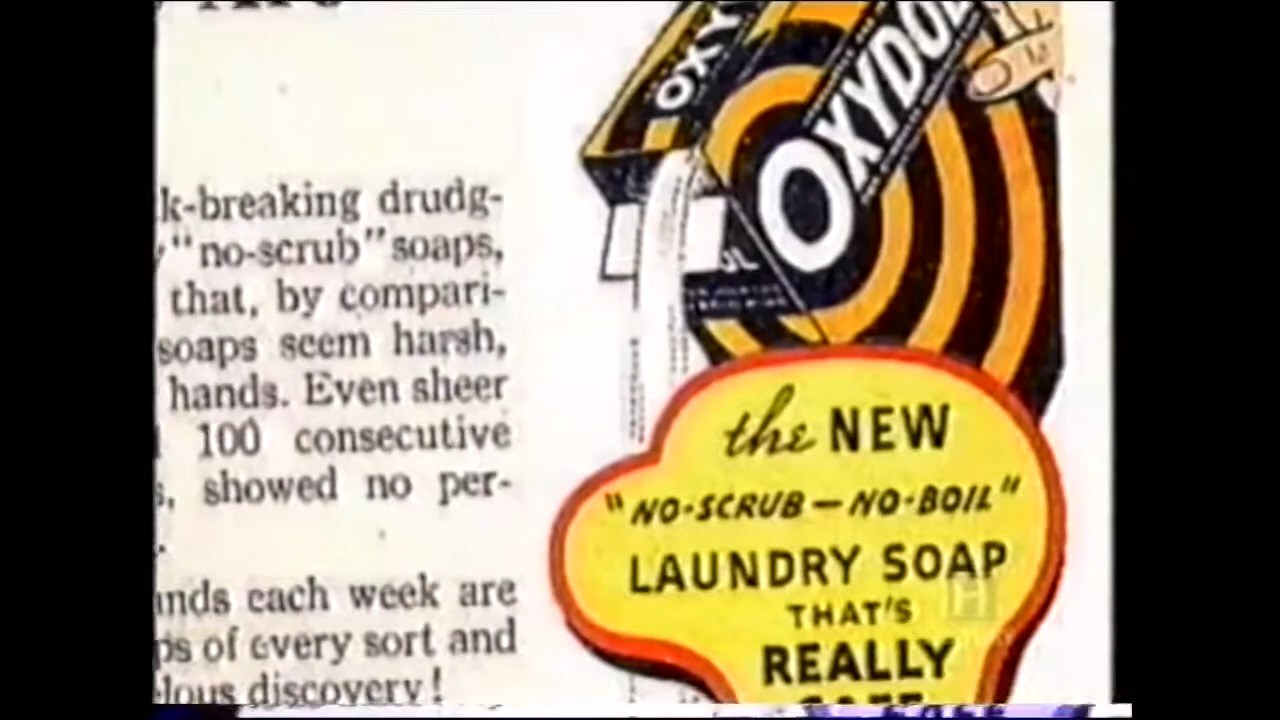 k-breaking drudg-
"no-scrub" soaps,
that, by compari-
soaps seem harsh,
hands. Even sheer
100 consecutive
s, showed no per-
.
nds each week are
ps of every sort and
lous discovery!
OXY
OXYDOL
OL
the NEW
"NO-SCRUB—NO-BOIL"
LAUNDRY SOAP
THAT'S
REALLY
H